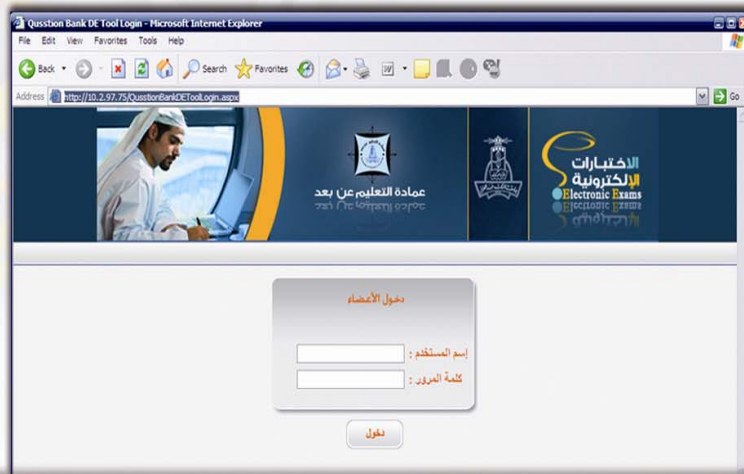 Qusstion Bank DE Tool Login - Microsoft Internet Explorer
File Edit View Favorites Tools Help
Back Search Favorites
Address http://10.2.97.75/QusstionBankDEToolLogin.aspx Go
عمادة التعليم عن بعد
الاختبارات
الإلكترونية
Electronic Exams
دخول الأعضاء
إسم المستخدم :
كلمة المرور :
دخول